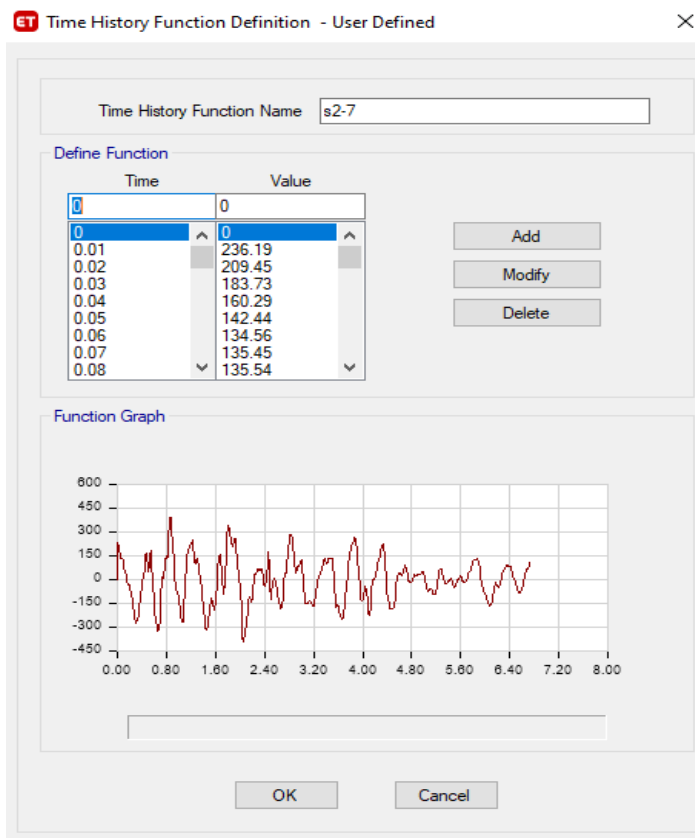 ET Time History Function Definition - User Defined
Time History Function Name s2-7
Define Function
Time Value
0 0
0 0
0.01 236.19
0.02 209.45
0.03 183.73
0.04 160.29
0.05 142.44
0.06 134.56
0.07 135.45
0.08 135.54
Add
Modify
Delete
Function Graph
600
450
300
150
0
-150
-300
-450
0.00 0.80 1.60 2.40 3.20 4.00 4.80 5.60 6.40 7.20 8.00
OK Cancel